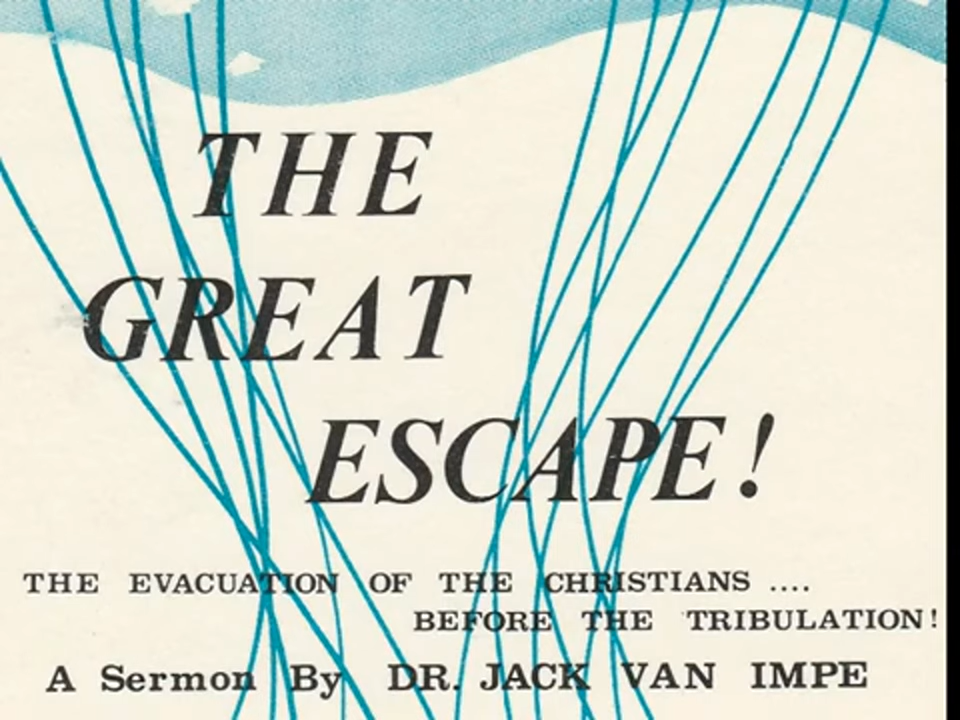 THE
GREAT
ESCAPE!
THE EVACUATION OF THE CHRISTIANS ....
BEFORE THE TRIBULATION!
A Sermon By DR. JACK VAN IMPE